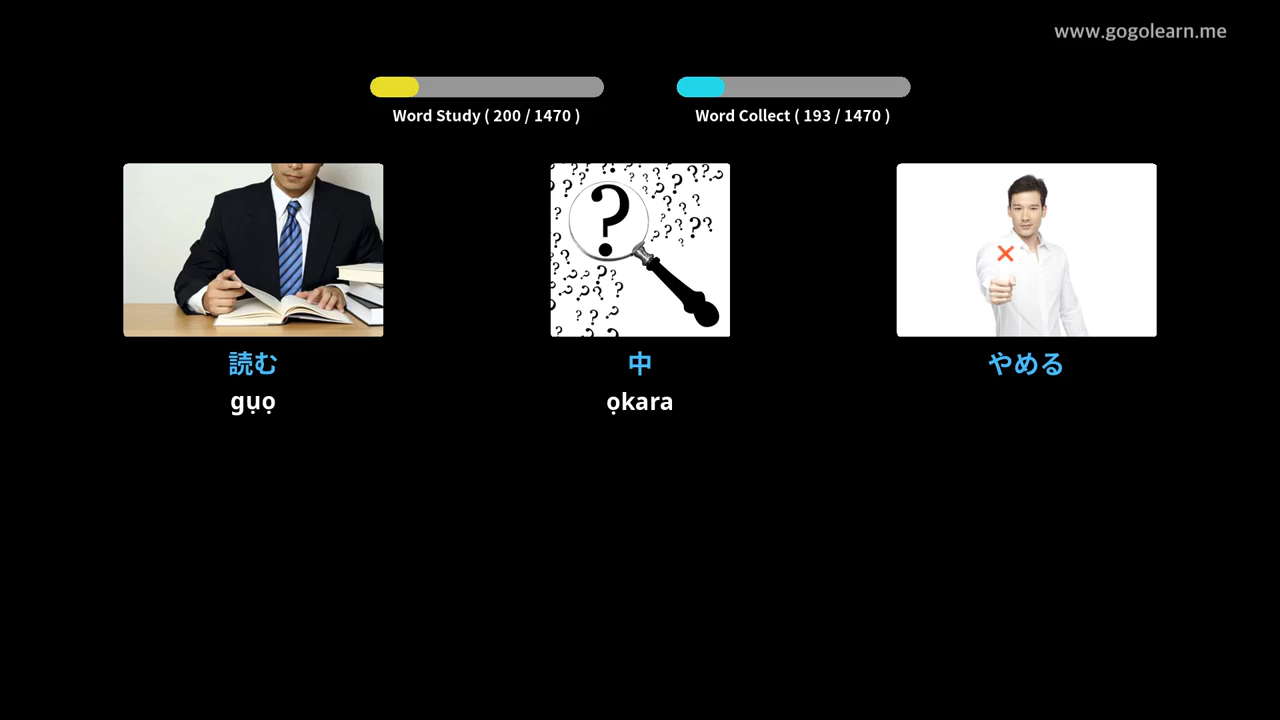 www.gogolearn.me
Word Study ( 200 / 1470 )
Word Collect ( 193 / 1470 )
読む
中
やめる
gụọ
ọkara